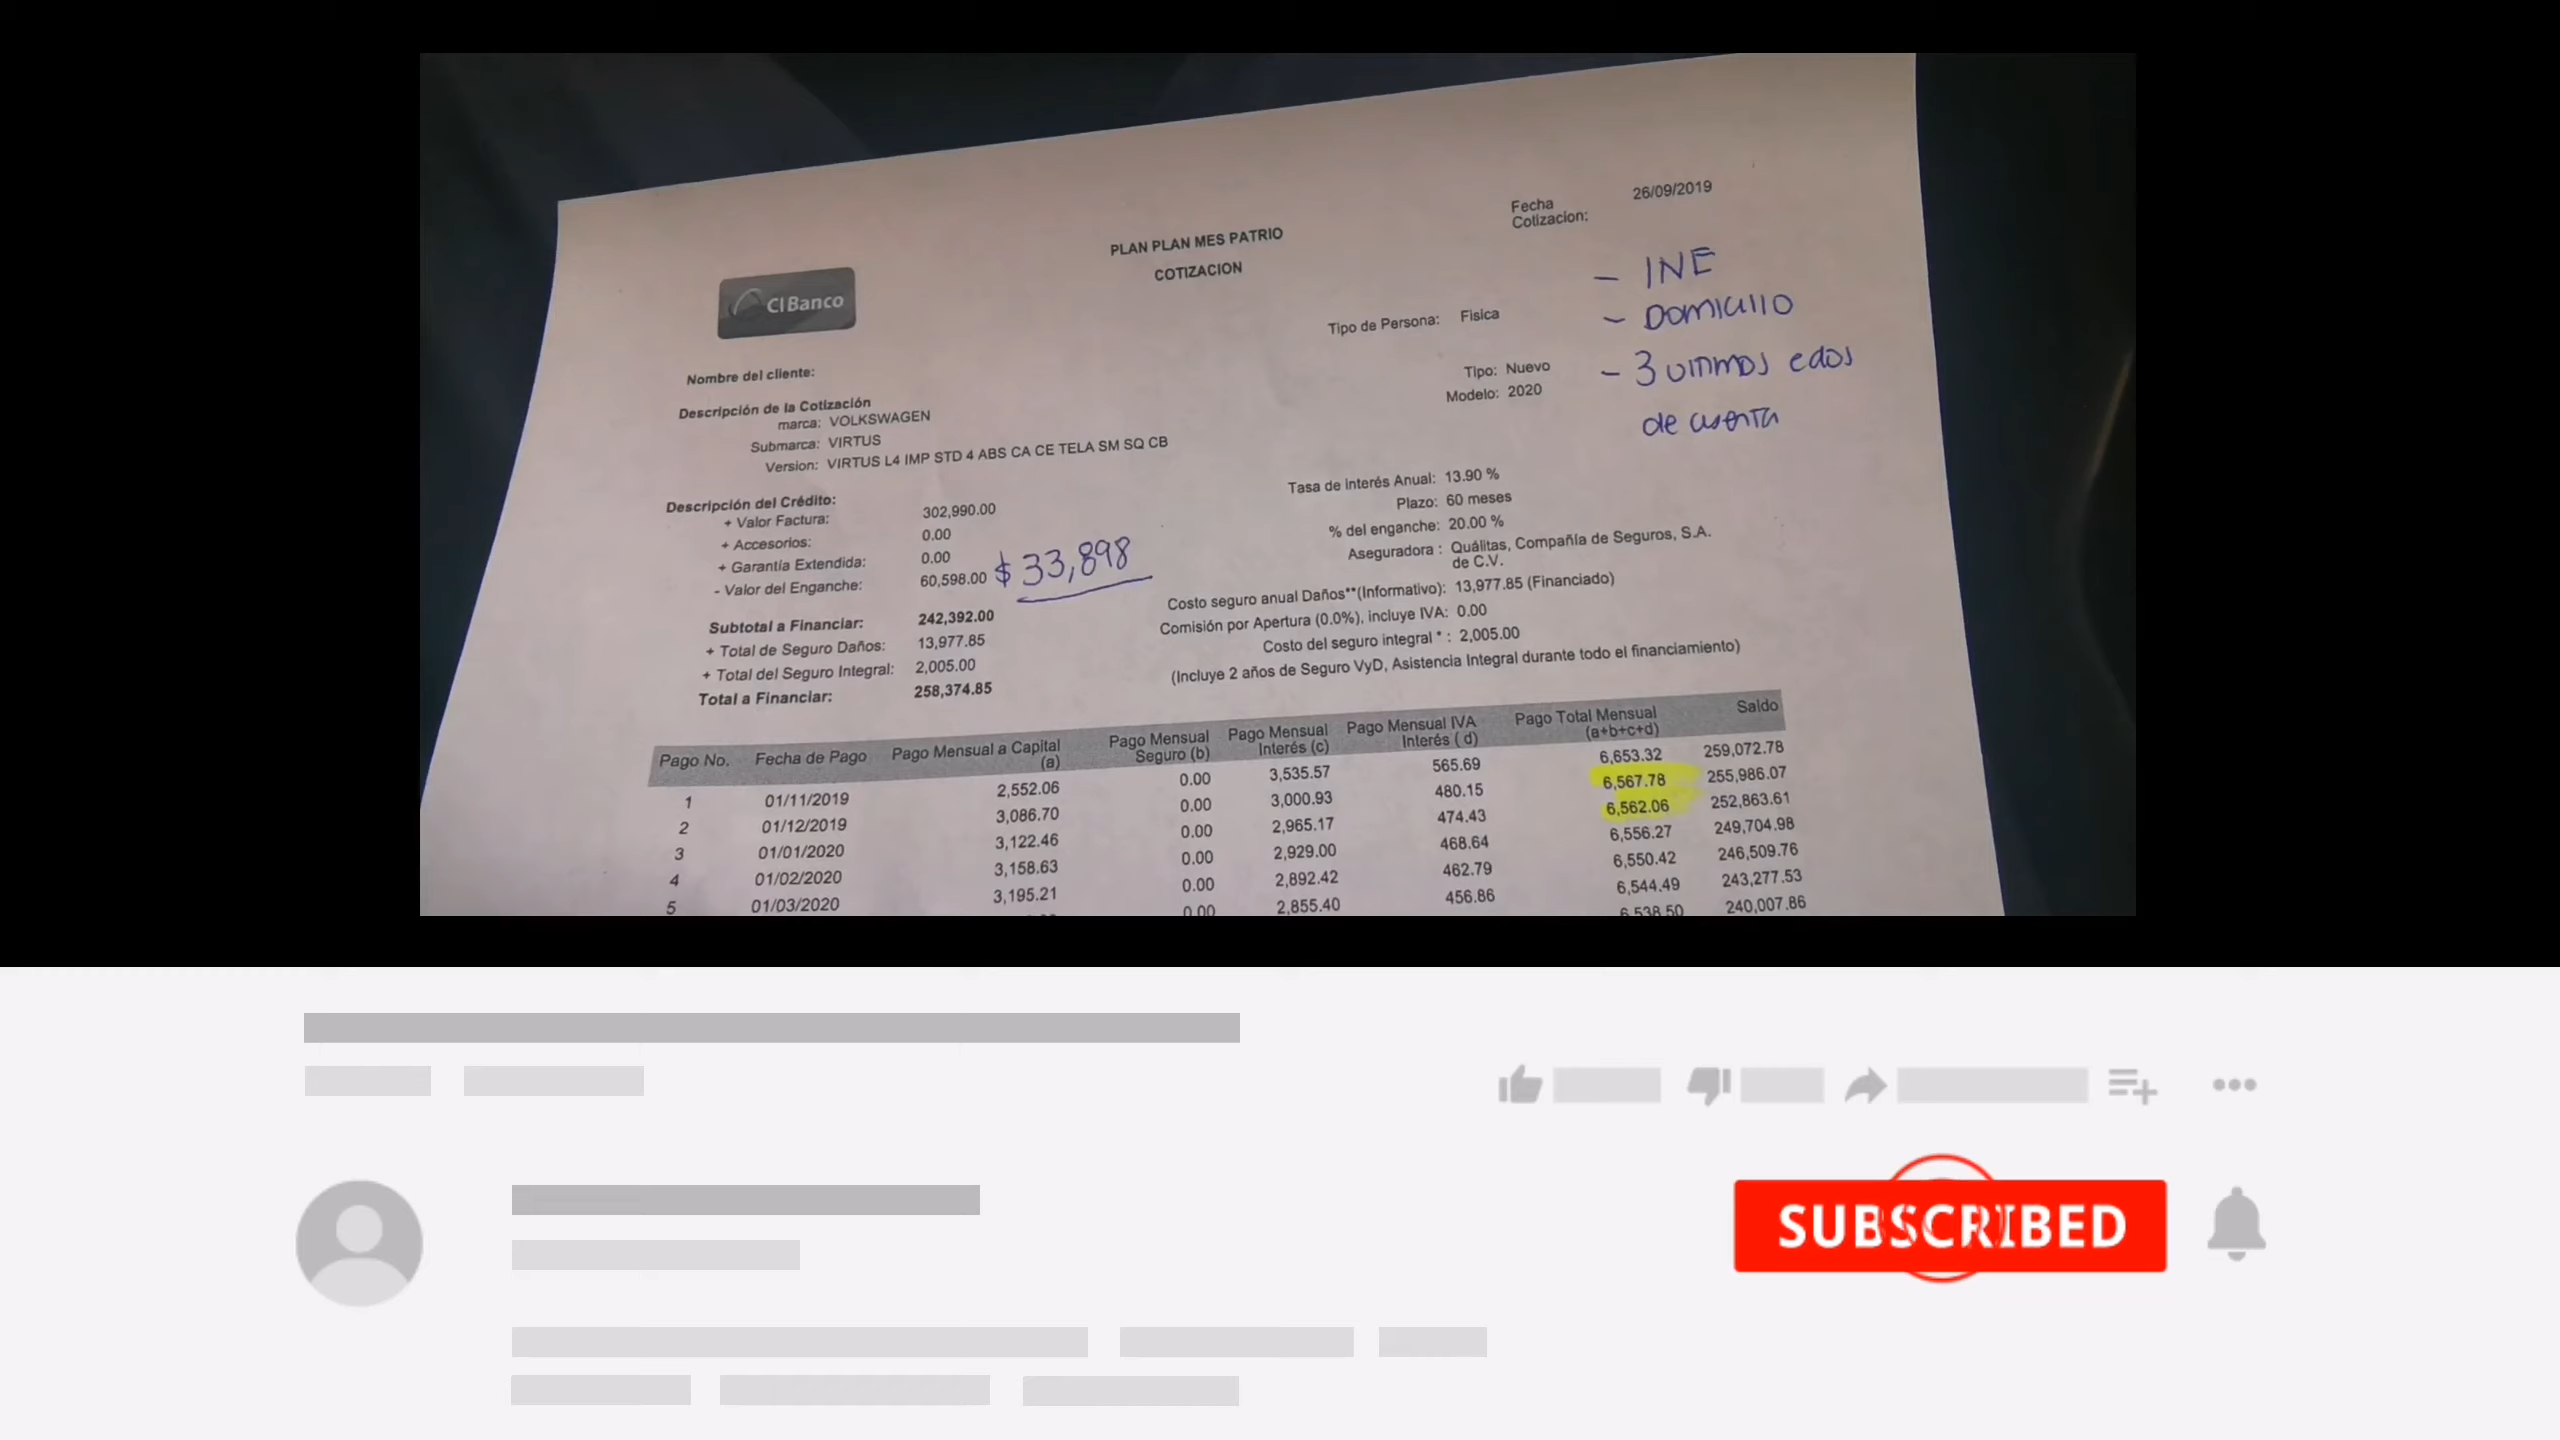 Fecha Cotizacion: 26/09/2019
PLAN PLAN MES PATRIO
COTIZACION
CIBanco
- INE
- DOMICILIO
- 3 ULTIMOS edos
de cuenta
Tipo de Persona: Fisica
Nombre del cliente:
Tipo: Nuevo
Modelo: 2020
Descripción de la Cotización
marca: VOLKSWAGEN
Submarca: VIRTUS
Version: VIRTUS L4 IMP STD 4 ABS CA CE TELA SM SQ CB
Descripción del Crédito:
+ Valor Factura: 302,990.00
+ Accesorios: 0.00
+ Garantía Extendida: 0.00
- Valor del Enganche: 60,598.00 $ 33,898
Subtotal a Financiar: 242,392.00
+ Total de Seguro Daños: 13,977.85
+ Total del Seguro Integral: 2,005.00
Total a Financiar: 258,374.85
Tasa de interés Anual: 13.90 %
Plazo: 60 meses
% del enganche: 20.00 %
Aseguradora : Quálitas, Compañía de Seguros, S.A.
de C.V.
Costo seguro anual Daños**(Informativo): 13,977.85 (Financiado)
Comisión por Apertura (0.0%), incluye IVA: 0.00
Costo del seguro integral * : 2,005.00
(Incluye 2 años de Seguro VyD, Asistencia Integral durante todo el financiamiento)
Pago No. Fecha de Pago Pago Mensual a Capital (a) Pago Mensual Seguro (b) Pago Mensual Interés (c) Pago Mensual IVA Interés ( d) Pago Total Mensual (a+b+c+d) Saldo
6,653.32 259,072.78
1 01/11/2019 2,552.06 0.00 3,535.57 565.69 6,567.78 255,986.07
2 01/12/2019 3,086.70 0.00 3,000.93 480.15 6,562.06 252,863.61
3 01/01/2020 3,122.46 0.00 2,965.17 474.43 6,556.27 249,704.98
4 01/02/2020 3,158.63 0.00 2,929.00 468.64 6,550.42 246,509.76
5 01/03/2020 3,195.21 0.00 2,892.42 462.79 6,544.49 243,277.53
0.00 2,855.40 456.86 6,538.50 240,007.86
SUBSCRIBED